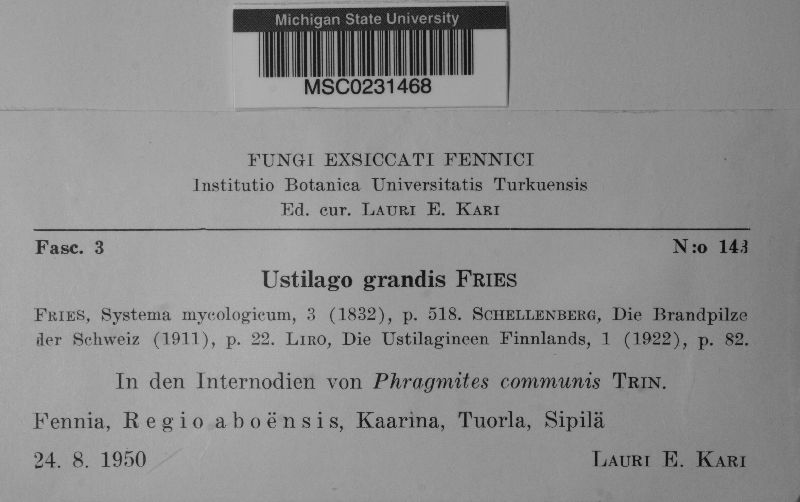 Michigan State University
MSC0231468
FUNGI EXSICCATI FENNICI
Institutio Botanica Universitatis Turkuensis
Ed. cur. LAURI E. KARI
Fasc. 3 N:o 143
Ustilago grandis FRIES
FRIES, Systema mycologicum, 3 (1832), p. 518. SCHELLENBERG, Die Brandpilze
der Schweiz (1911), p. 22. LIRO, Die Ustilagineen Finnlands, 1 (1922), p. 82.
In den Internodien von Phragmites communis TRIN.
Fennia, Regio aboënsis, Kaarina, Tuorla, Sipilä
24. 8. 1950 LAURI E. KARI